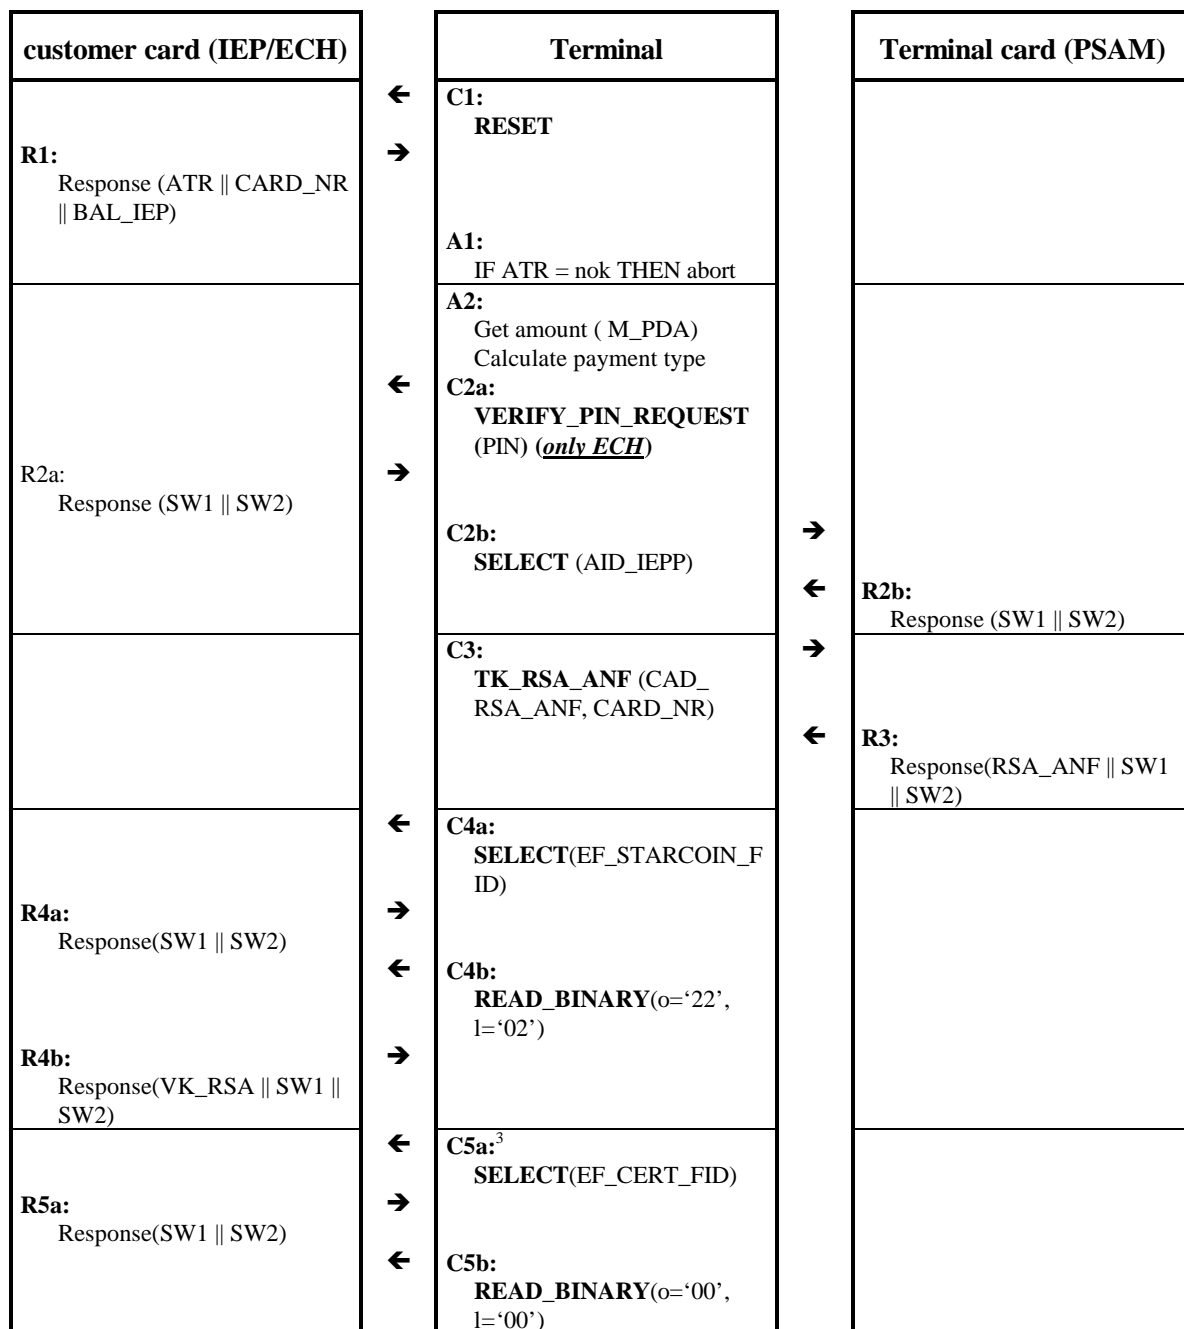 customer card (IEP/ECH)
Terminal
Terminal card (PSAM)
🡨 C1:
RESET
R1: 🡪
Response (ATR || CARD_NR
|| BAL_IEP)
A1:
IF ATR = nok THEN abort
A2:
Get amount ( M_PDA)
Calculate payment type
🡨 C2a:
VERIFY_PIN_REQUEST
(PIN) (only ECH)
R2a: 🡪
Response (SW1 || SW2)
C2b: 🡪
SELECT (AID_IEPP)
🡨 R2b:
Response (SW1 || SW2)
C3: 🡪
TK_RSA_ANF (CAD_
RSA_ANF, CARD_NR)
🡨 R3:
Response(RSA_ANF || SW1
|| SW2)
🡨 C4a:
SELECT(EF_STARCOIN_F
ID)
R4a: 🡪
Response(SW1 || SW2)
🡨 C4b:
READ_BINARY(o=‘22’,
l=‘02’)
R4b: 🡪
Response(VK_RSA || SW1 ||
SW2)
🡨 C5a:3
SELECT(EF_CERT_FID)
R5a: 🡪
Response(SW1 || SW2)
🡨 C5b:
READ_BINARY(o=‘00’,
l=‘00’)